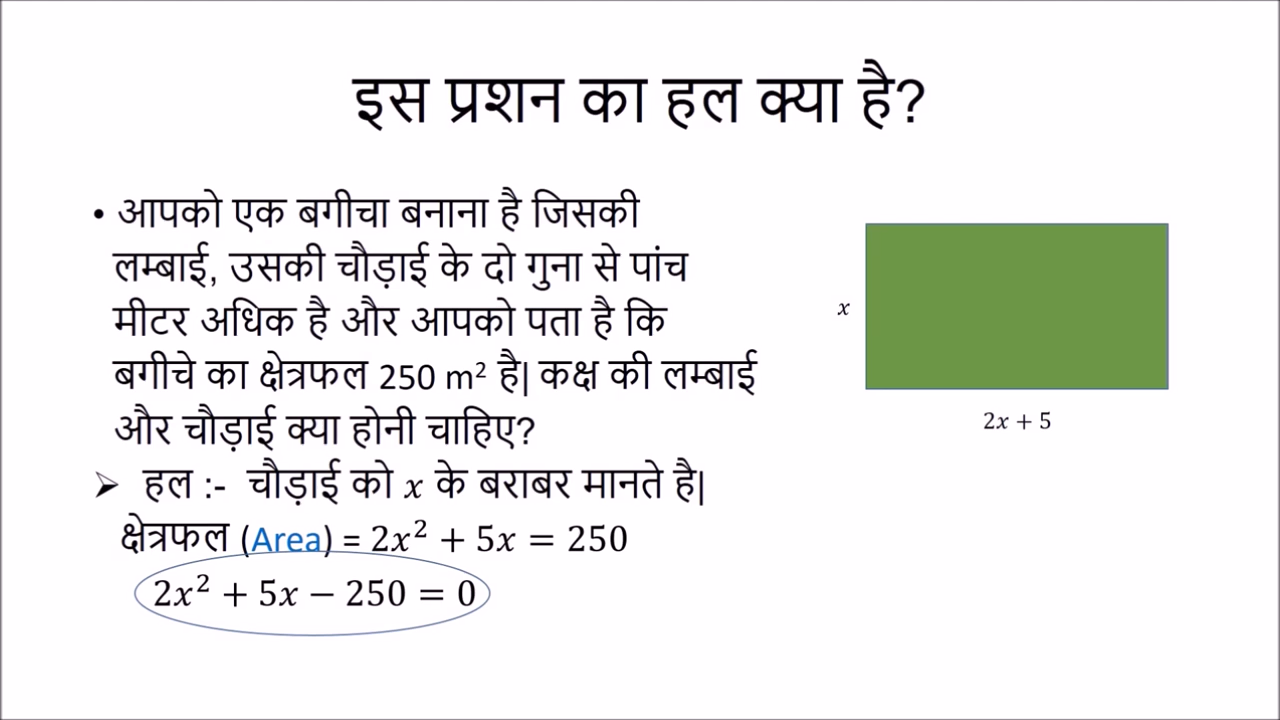 इस प्रशन का हल क्या है?
• आपको एक बगीचा बनाना है जिसकी
लम्बाई, उसकी चौड़ाई के दो गुना से पांच
मीटर अधिक है और आपको पता है कि
बगीचे का क्षेत्रफल 250 m² है| कक्ष की लम्बाई
और चौड़ाई क्या होनी चाहिए?
➢ हल :- चौड़ाई को x के बराबर मानते है|
क्षेत्रफल (Area) = 2x² + 5x = 250
2x² + 5x − 250 = 0
x
2x + 5